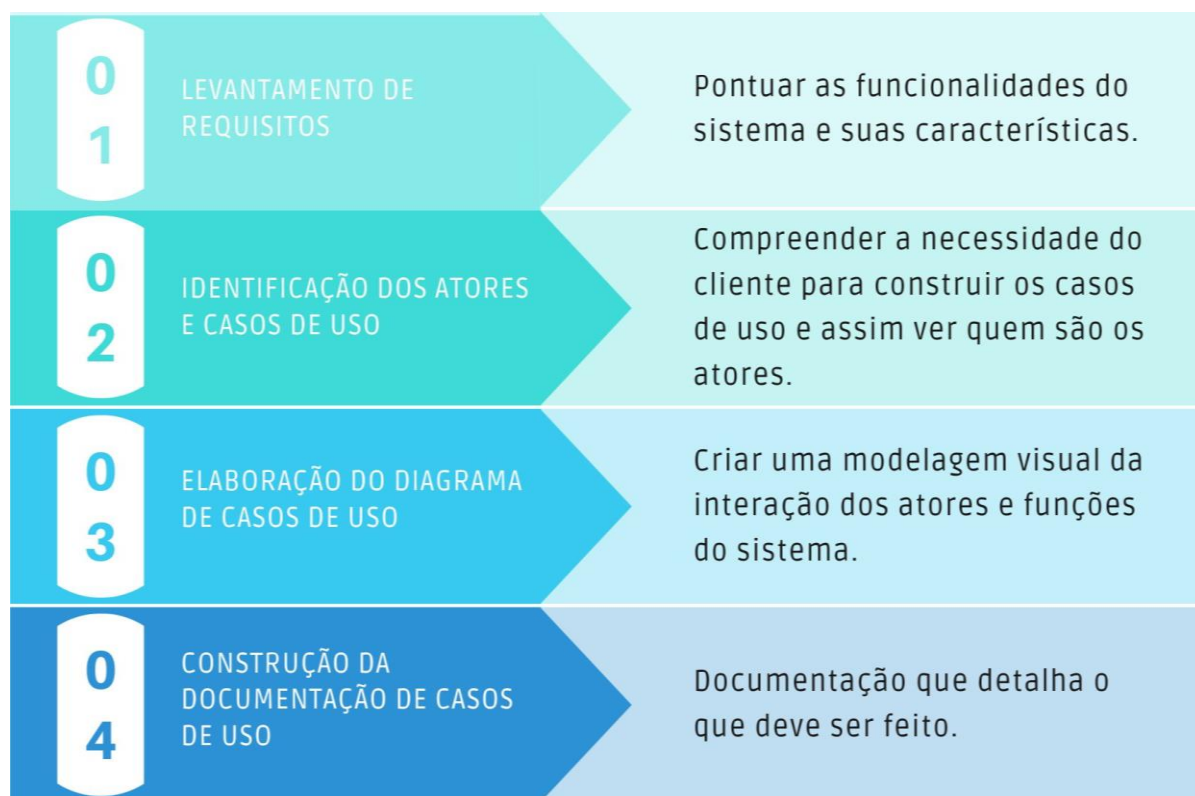 01
LEVANTAMENTO DE
REQUISITOS
Pontuar as funcionalidades do
sistema e suas características.
02
IDENTIFICAÇÃO DOS ATORES
E CASOS DE USO
Compreender a necessidade do
cliente para construir os casos
de uso e assim ver quem são os
atores.
03
ELABORAÇÃO DO DIAGRAMA
DE CASOS DE USO
Criar uma modelagem visual da
interação dos atores e funções
do sistema.
04
CONSTRUÇÃO DA
DOCUMENTAÇÃO DE CASOS
DE USO
Documentação que detalha o
que deve ser feito.